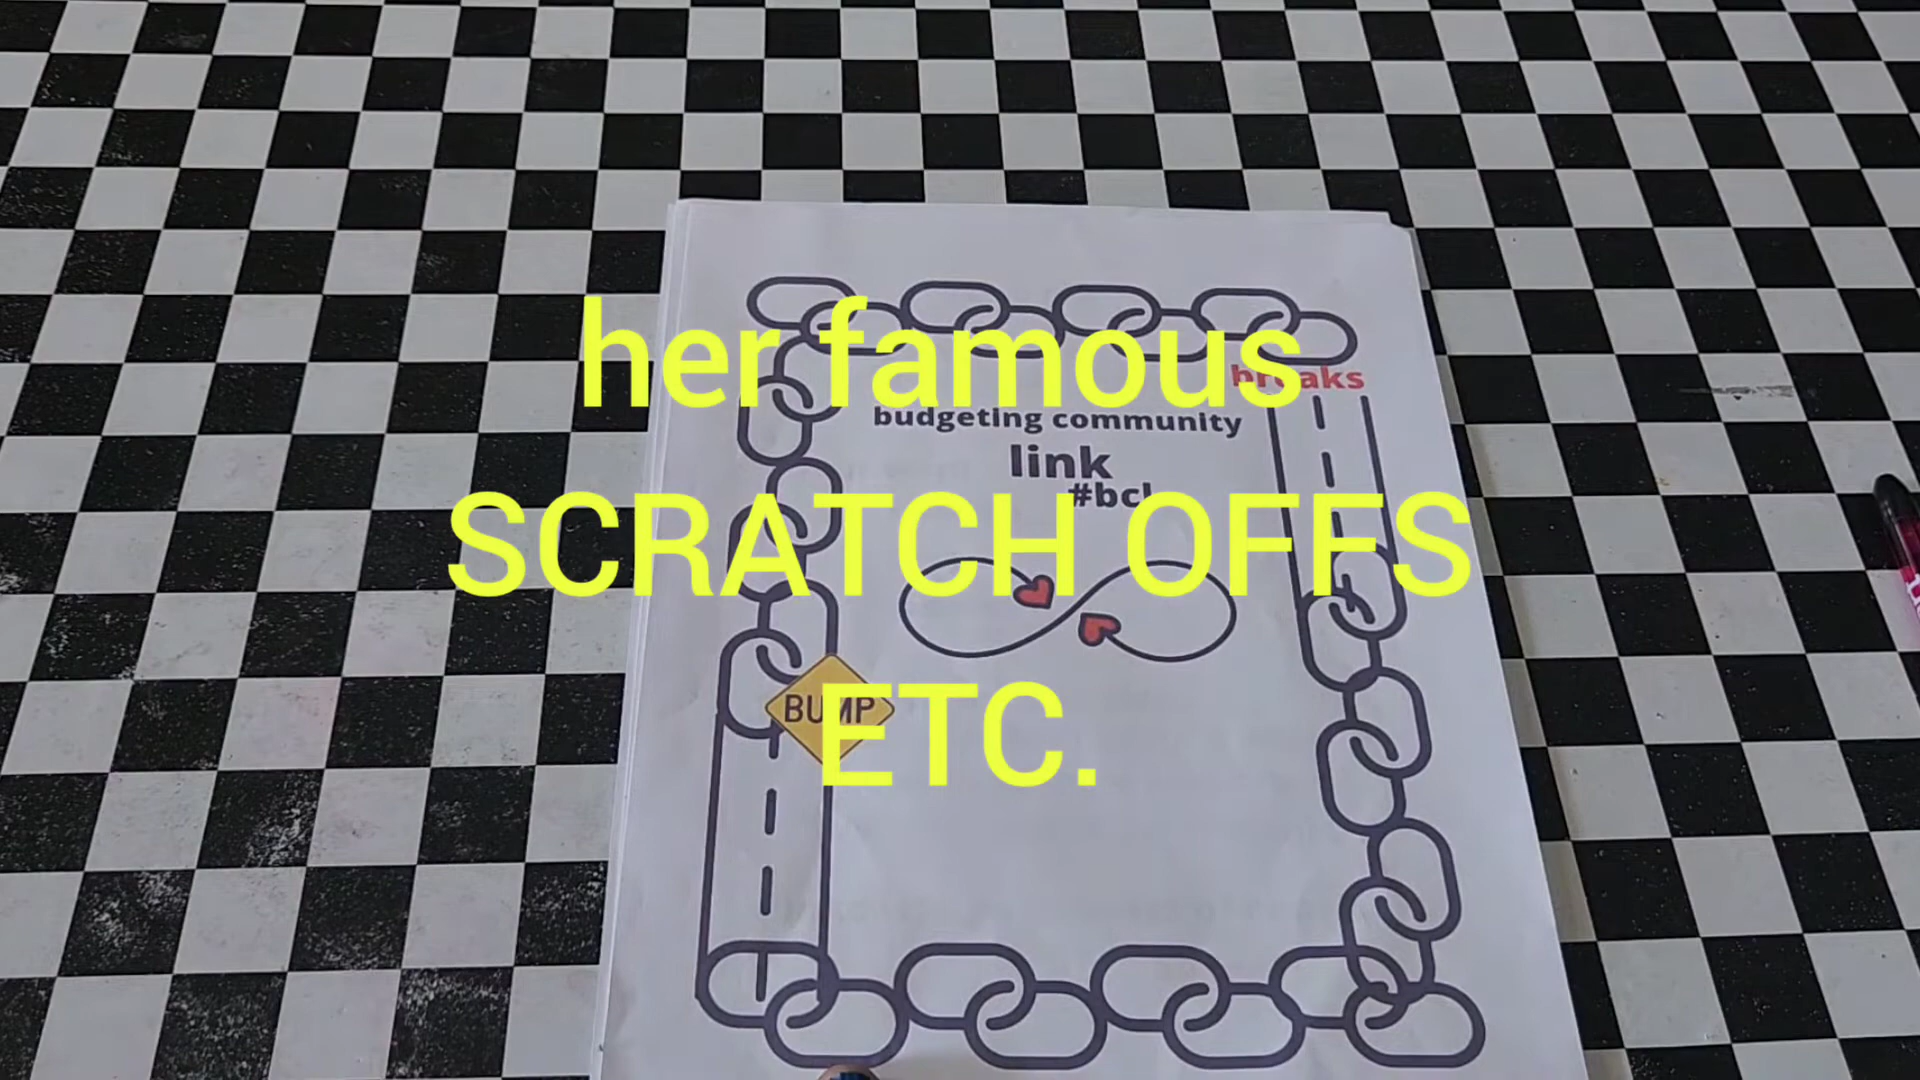 her famous
SCRATCH OFFS
ETC.
breaks
budgeting community
link
#bcl
BUMP